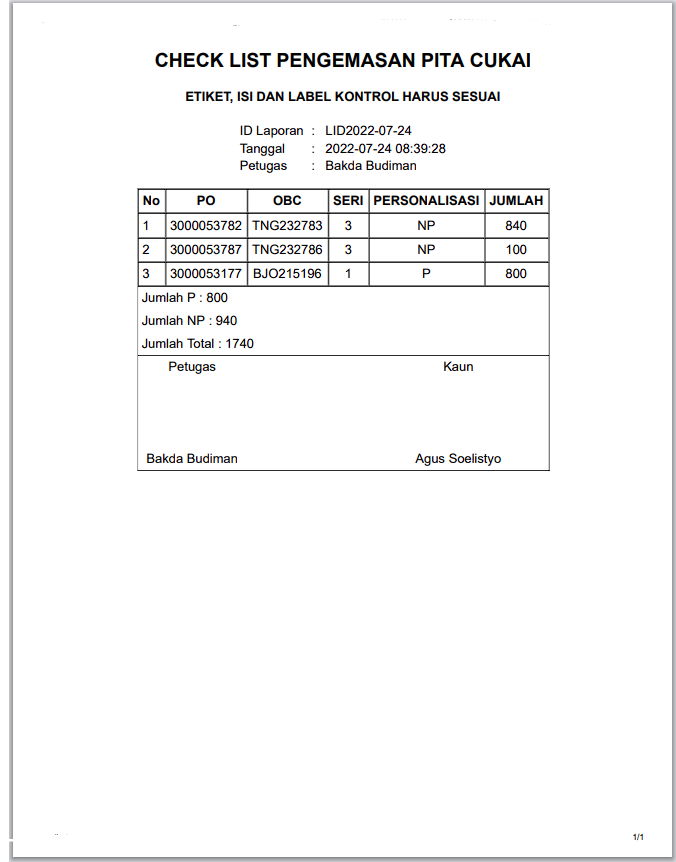 CHECK LIST PENGEMASAN PITA CUKAI
ETIKET, ISI DAN LABEL KONTROL HARUS SESUAI
ID Laporan : LID2022-07-24
Tanggal : 2022-07-24 08:39:28
Petugas : Bakda Budiman
No PO OBC SERI PERSONALISASI JUMLAH
1 3000053782 TNG232783 3 NP 840
2 3000053787 TNG232786 3 NP 100
3 3000053177 BJO215196 1 P 800
Jumlah P : 800
Jumlah NP : 940
Jumlah Total : 1740
Petugas Kaun
Bakda Budiman Agus Soelistyo
1/1